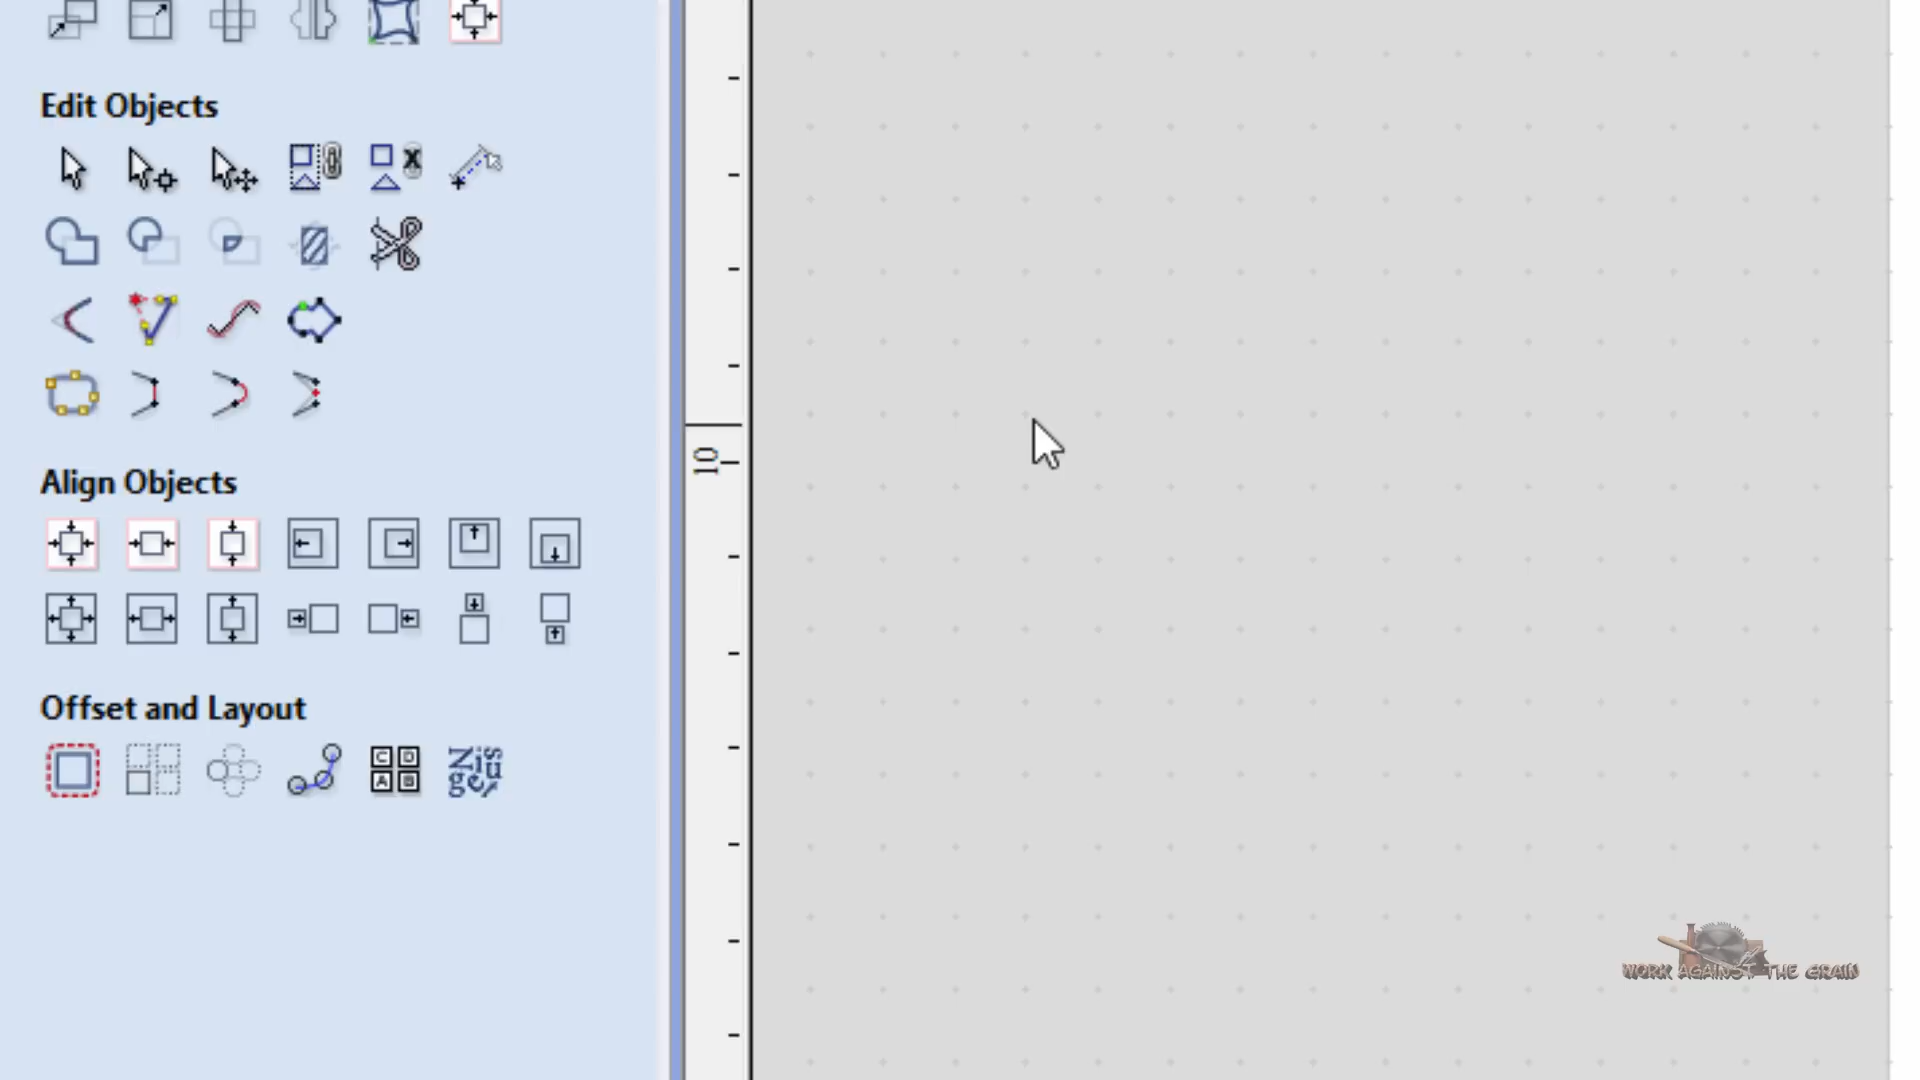 Edit Objects
Align Objects
10
Offset and Layout
C D
A B
WORK AGAINST THE GRAIN